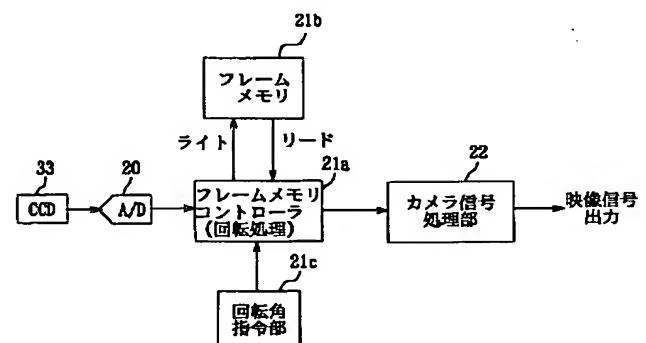 21b
フレーム
メモリ
ライト
リード
33
20
21a
22
CCD
A/D
フレームメモリ
コントローラ
(回転処理)
カメラ信号
処理部
映像信号
出力
21c
回転角
指令部